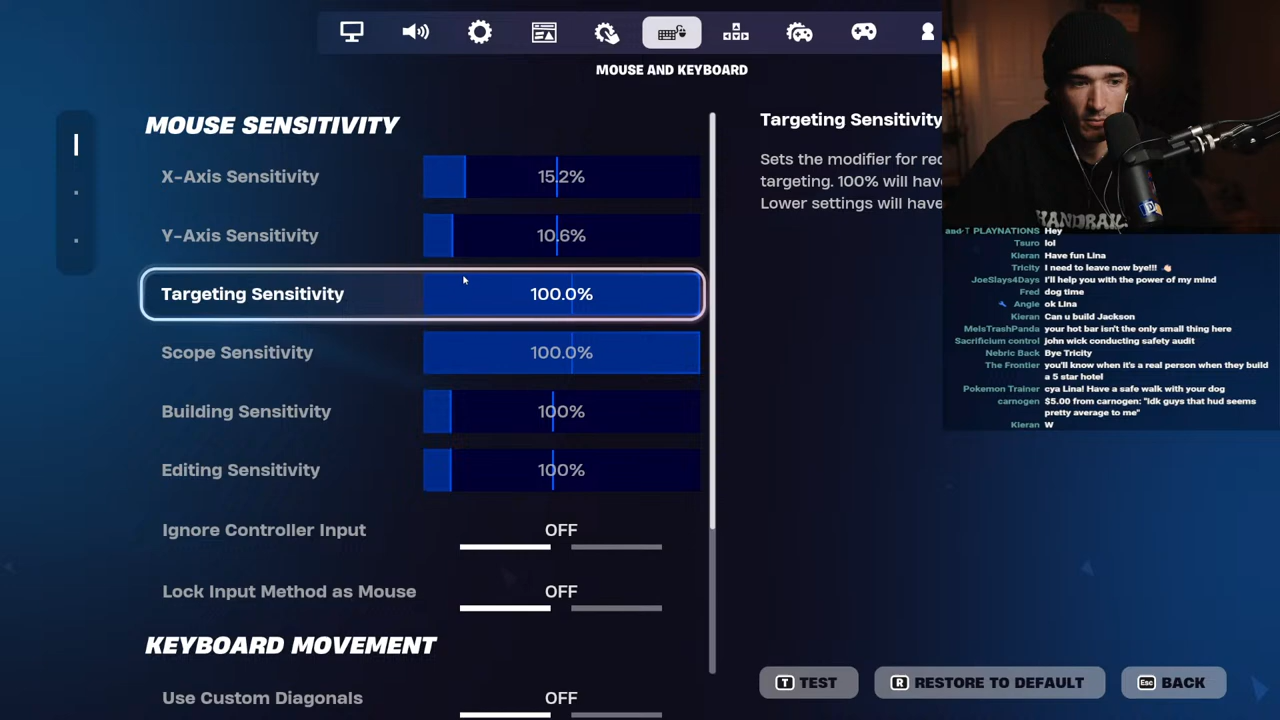 MOUSE AND KEYBOARD
MOUSE SENSITIVITY
X-Axis Sensitivity 15.2%
Y-Axis Sensitivity 10.6%
Targeting Sensitivity 100.0%
Scope Sensitivity 100.0%
Building Sensitivity 100%
Editing Sensitivity 100%
Ignore Controller Input OFF
Lock Input Method as Mouse OFF
KEYBOARD MOVEMENT
Use Custom Diagonals OFF
Targeting Sensitivity
Sets the modifier for
targeting. 100% will
Lower settings will have
HANDRAIL
PLAYNATIONS Hey
Tsuro lol
Kieran Have fun Lina
Tricity I need to leave now bye!!! 👋🏻
JoeSlays4Days I'll help you with the power of my mind
Fred dog time
Angie ok Lina
Kieran Can u build Jackson
MelsTrashPanda your hot bar isn't the only small thing here
Sacrificium control john wick conducting safety audit
Nebric Back Bye Tricity
The Frontier you'll know when it's a real person when they build
a 5 star hotel
Pokemon Trainer cya Lina! Have a safe walk with your dog
carnogen $5.00 from carnogen: "idk guys that hud seems
pretty average to me"
Kieran W
T TEST
R RESTORE TO DEFAULT
Esc BACK